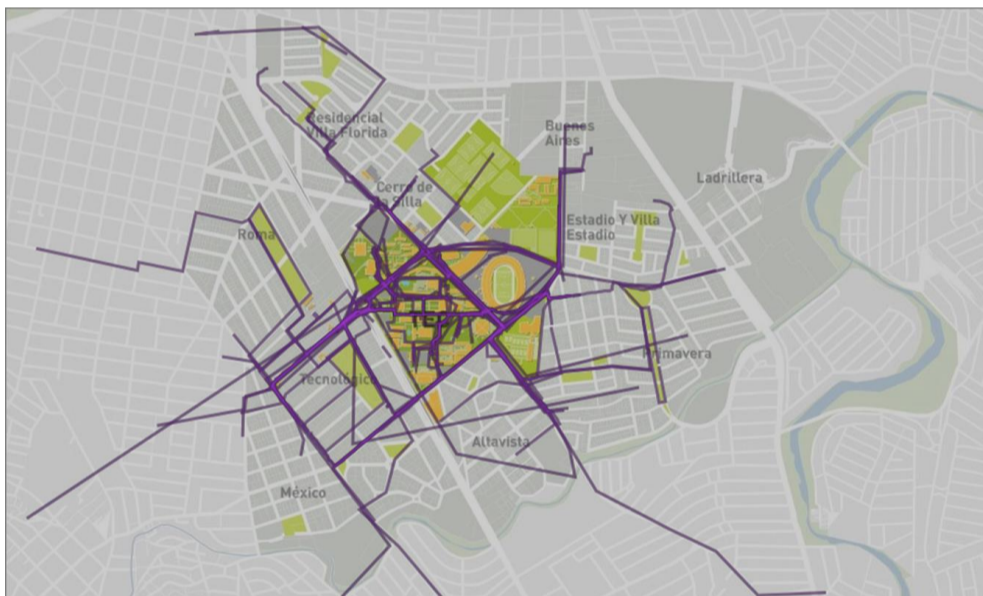 Residencial
Villa Florida
Buenos
Aires
Cerro de
la Silla
Ladrillera
Estadio Y Villa
Estadio
Roma
Primavera
Tecnológico
Altavista
México